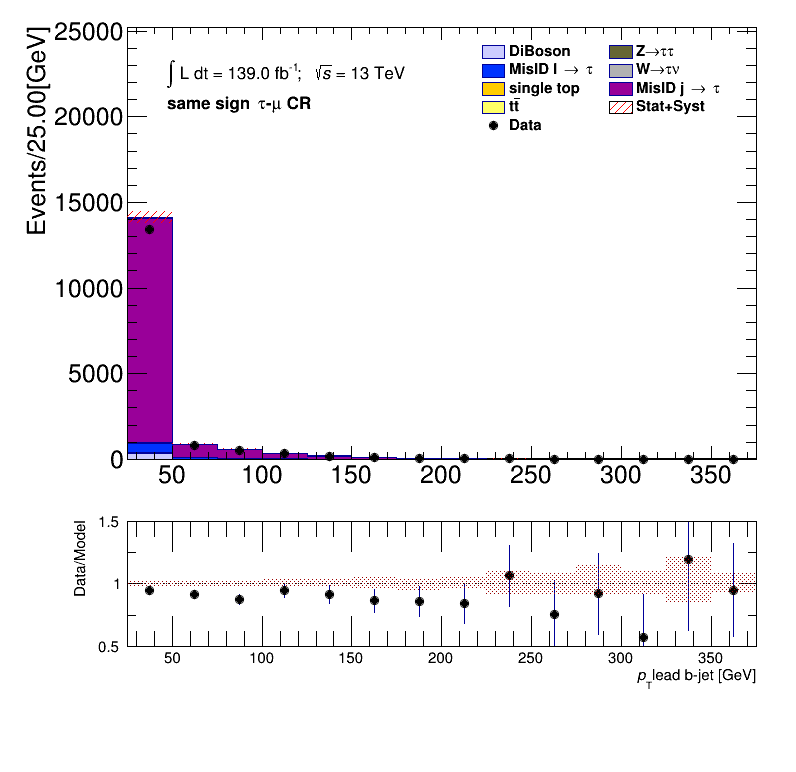 Events/25.00[GeV]
25000
20000
15000
10000
5000
0
∫ L dt = 139.0 fb⁻¹; √s = 13 TeV
same sign τ-μ CR
DiBoson
MisID l → τ
single top
tt̄
Data
Z→ττ
W→τν
MisID j → τ
Stat+Syst
50 100 150 200 250 300 350
Data/Model
1.5
1
0.5
50 100 150 200 250 300 350
p_T lead b-jet [GeV]